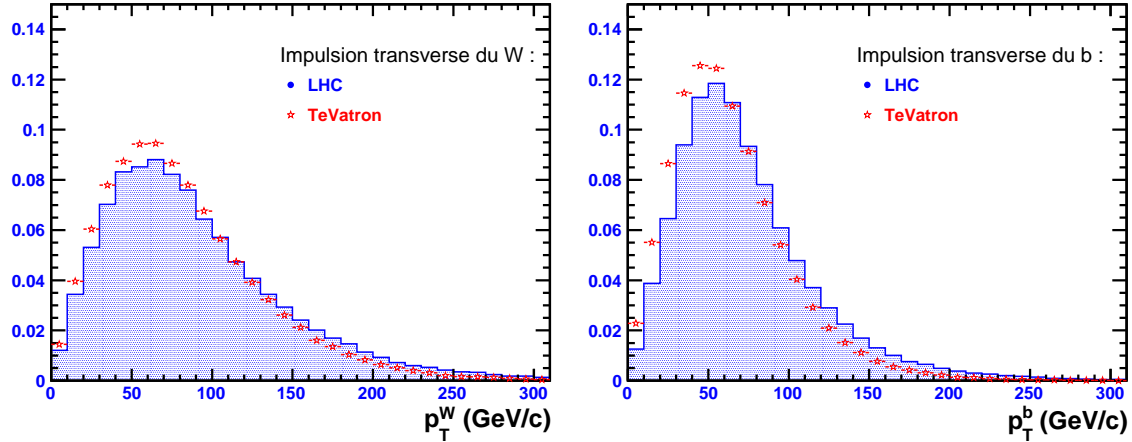 0.14
0.12
0.1
0.08
0.06
0.04
0.02
0
Impulsion transverse du W :
LHC
TeVatron
0 50 100 150 200 250 300
p_T^W (GeV/c)
0.14
0.12
0.1
0.08
0.06
0.04
0.02
0
Impulsion transverse du b :
LHC
TeVatron
0 50 100 150 200 250 300
p_T^b (GeV/c)